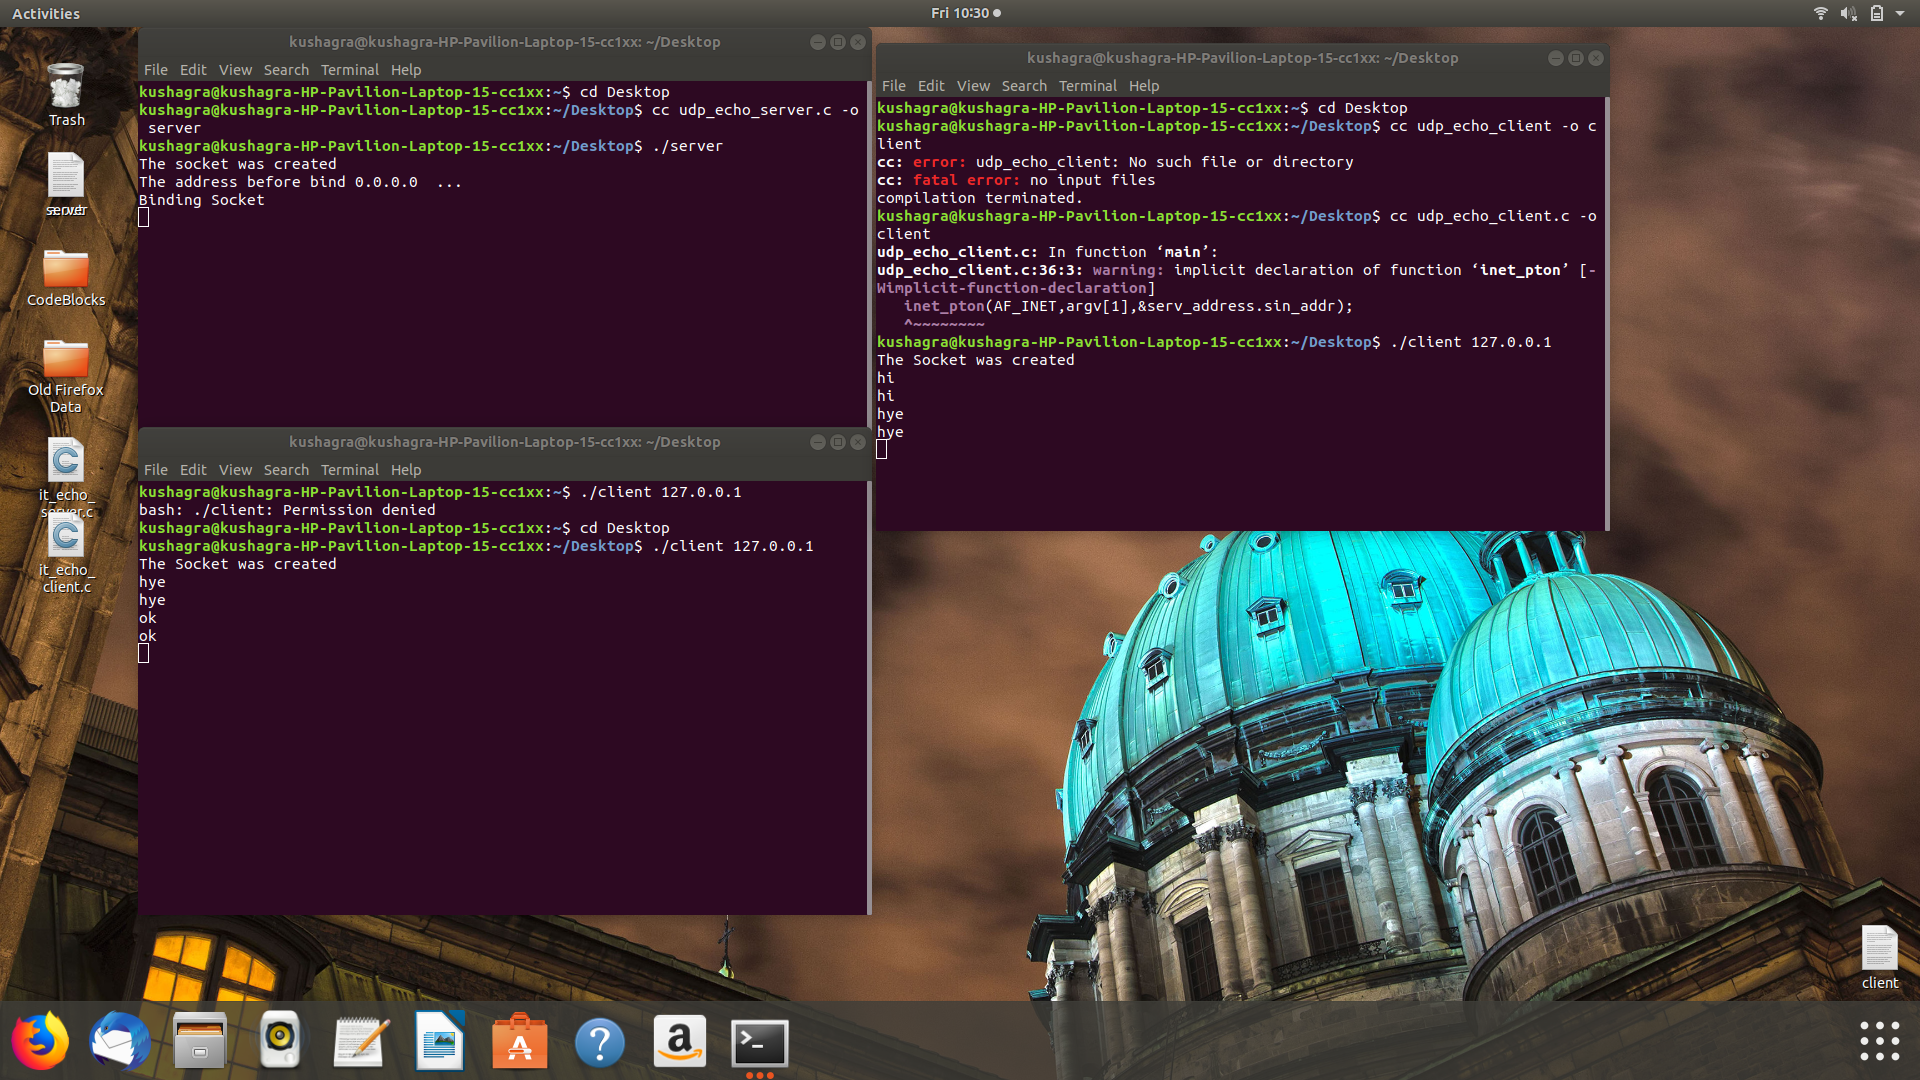 Activities
Fri 10:30
kushagra@kushagra-HP-Pavilion-Laptop-15-cc1xx: ~/Desktop
File Edit View Search Terminal Help
kushagra@kushagra-HP-Pavilion-Laptop-15-cc1xx:~$ cd Desktop
kushagra@kushagra-HP-Pavilion-Laptop-15-cc1xx:~/Desktop$ cc udp_echo_server.c -o
 server
kushagra@kushagra-HP-Pavilion-Laptop-15-cc1xx:~/Desktop$ ./server
The socket was created
The address before bind 0.0.0.0  ...
Binding Socket
kushagra@kushagra-HP-Pavilion-Laptop-15-cc1xx: ~/Desktop
File Edit View Search Terminal Help
kushagra@kushagra-HP-Pavilion-Laptop-15-cc1xx:~$ cd Desktop
kushagra@kushagra-HP-Pavilion-Laptop-15-cc1xx:~/Desktop$ cc udp_echo_client -o c
lient
cc: error: udp_echo_client: No such file or directory
cc: fatal error: no input files
compilation terminated.
kushagra@kushagra-HP-Pavilion-Laptop-15-cc1xx:~/Desktop$ cc udp_echo_client.c -o
client
udp_echo_client.c: In function ‘main’:
udp_echo_client.c:36:3: warning: implicit declaration of function ‘inet_pton’ [-
Wimplicit-function-declaration]
   inet_pton(AF_INET,argv[1],&serv_address.sin_addr);
   ^~~~~~~~~
kushagra@kushagra-HP-Pavilion-Laptop-15-cc1xx:~/Desktop$ ./client 127.0.0.1
The Socket was created
hi
hi
hye
hye
kushagra@kushagra-HP-Pavilion-Laptop-15-cc1xx: ~/Desktop
File Edit View Search Terminal Help
kushagra@kushagra-HP-Pavilion-Laptop-15-cc1xx:~$ ./client 127.0.0.1
bash: ./client: Permission denied
kushagra@kushagra-HP-Pavilion-Laptop-15-cc1xx:~$ cd Desktop
kushagra@kushagra-HP-Pavilion-Laptop-15-cc1xx:~/Desktop$ ./client 127.0.0.1
The Socket was created
hye
hye
ok
ok
Trash
server
CodeBlocks
Old Firefox
Data
it_echo_
server.c
it_echo_
client.c
client